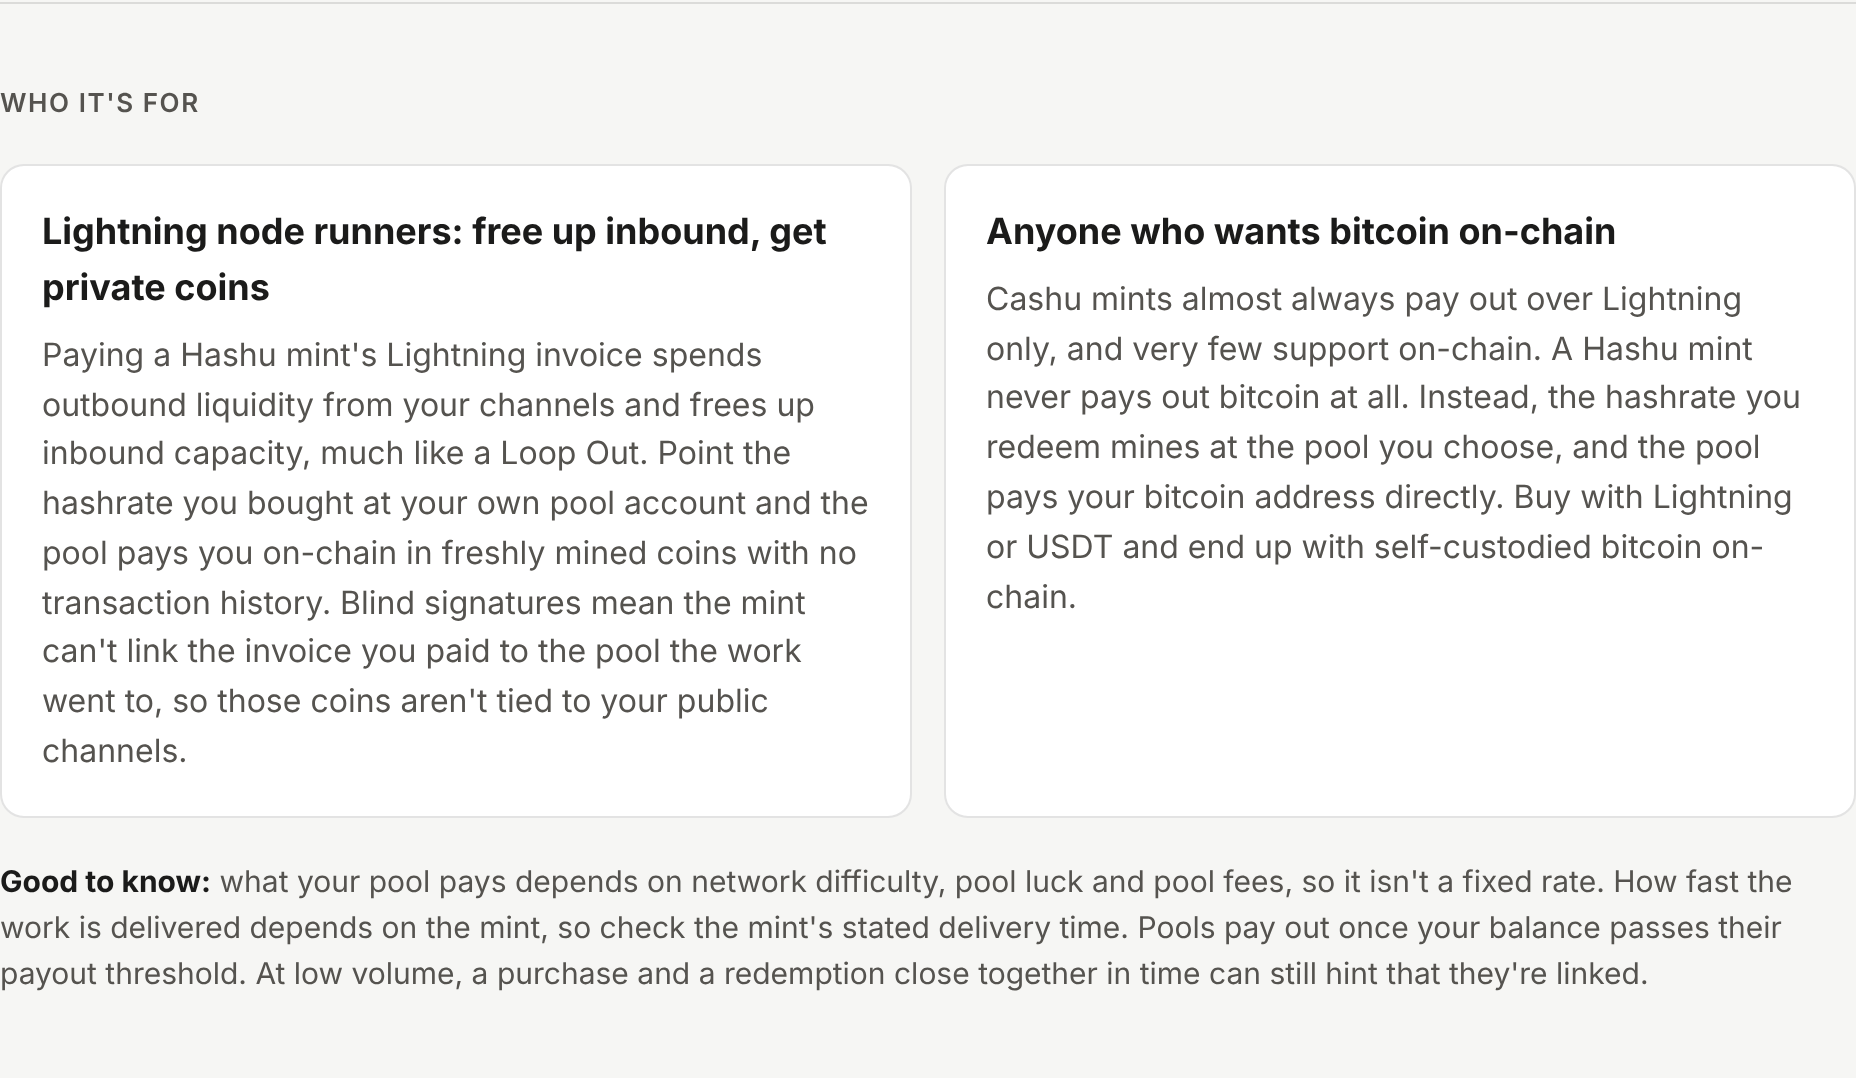 WHO IT'S FOR
Lightning node runners: free up inbound, get
private coins
Paying a Hashu mint's Lightning invoice spends
outbound liquidity from your channels and frees up
inbound capacity, much like a Loop Out. Point the
hashrate you bought at your own pool account and the
pool pays you on-chain in freshly mined coins with no
transaction history. Blind signatures mean the mint
can't link the invoice you paid to the pool the work
went to, so those coins aren't tied to your public
channels.
Anyone who wants bitcoin on-chain
Cashu mints almost always pay out over Lightning
only, and very few support on-chain. A Hashu mint
never pays out bitcoin at all. Instead, the hashrate you
redeem mines at the pool you choose, and the pool
pays your bitcoin address directly. Buy with Lightning
or USDT and end up with self-custodied bitcoin on-
chain.
Good to know: what your pool pays depends on network difficulty, pool luck and pool fees, so it isn't a fixed rate. How fast the
work is delivered depends on the mint, so check the mint's stated delivery time. Pools pay out once your balance passes their
payout threshold. At low volume, a purchase and a redemption close together in time can still hint that they're linked.